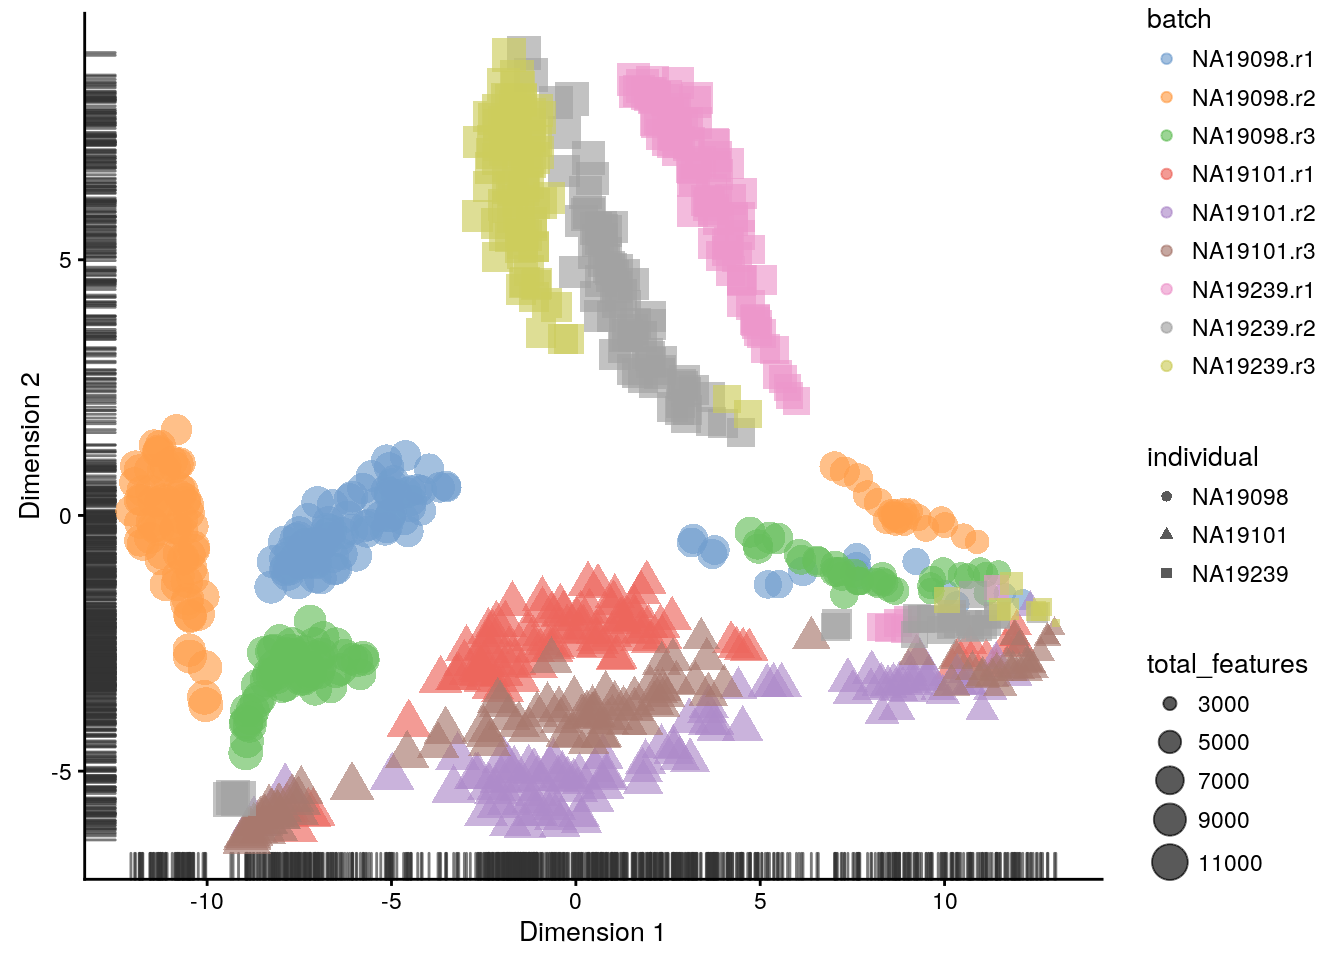 batch
NA19098.r1
NA19098.r2
NA19098.r3
NA19101.r1
NA19101.r2
NA19101.r3
NA19239.r1
NA19239.r2
NA19239.r3
individual
NA19098
NA19101
NA19239
total_features
3000
5000
7000
9000
11000
Dimension 2
5
0
-5
-10
-5
0
5
10
Dimension 1